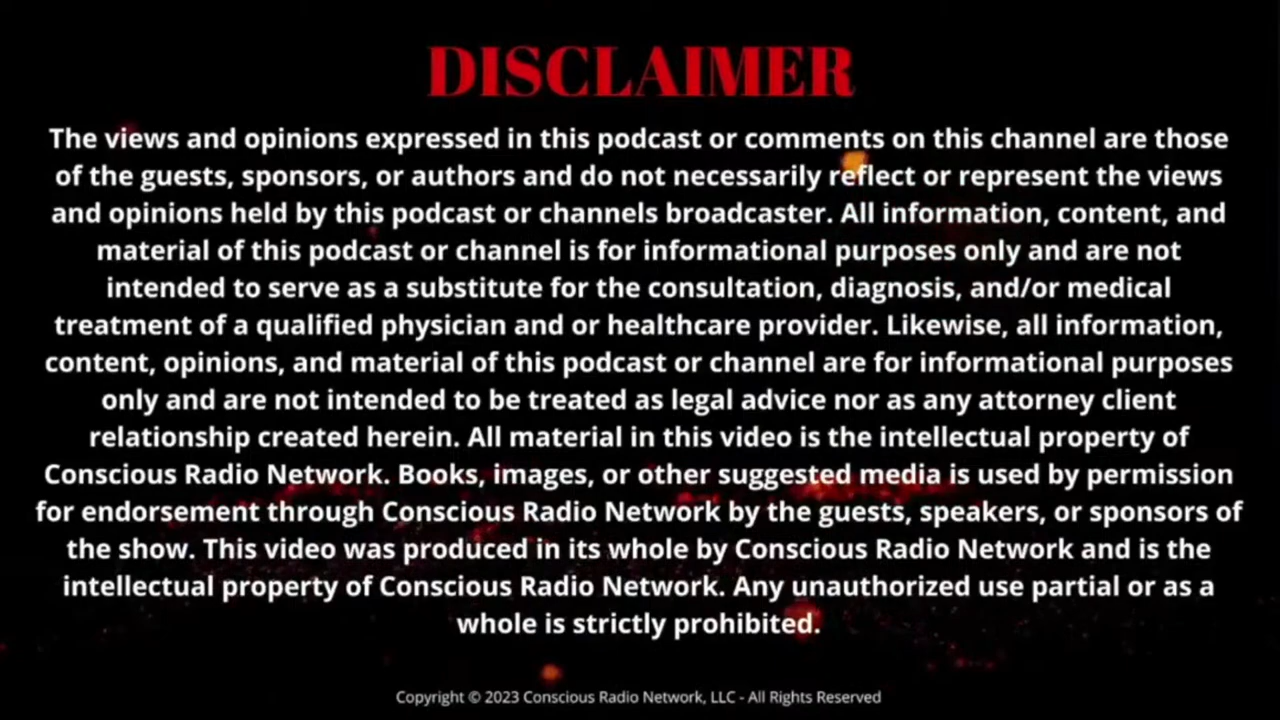 DISCLAIMER
The views and opinions expressed in this podcast or comments on this channel are those
of the guests, sponsors, or authors and do not necessarily reflect or represent the views
and opinions held by this podcast or channels broadcaster. All information, content, and
material of this podcast or channel is for informational purposes only and are not
intended to serve as a substitute for the consultation, diagnosis, and/or medical
treatment of a qualified physician and or healthcare provider. Likewise, all information,
content, opinions, and material of this podcast or channel are for informational purposes
only and are not intended to be treated as legal advice nor as any attorney client
relationship created herein. All material in this video is the intellectual property of
Conscious Radio Network. Books, images, or other suggested media is used by permission
for endorsement through Conscious Radio Network by the guests, speakers, or sponsors of
the show. This video was produced in its whole by Conscious Radio Network and is the
intellectual property of Conscious Radio Network. Any unauthorized use partial or as a
whole is strictly prohibited.
Copyright © 2023 Conscious Radio Network, LLC - All Rights Reserved